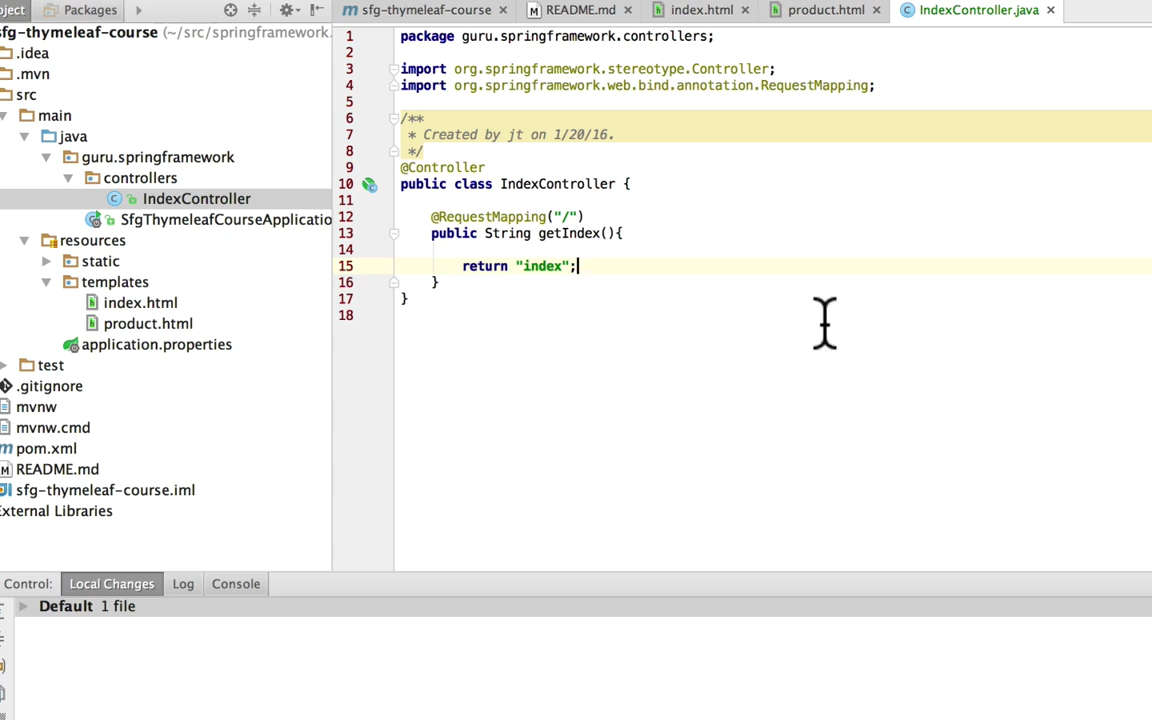 oject Packages
sfg-thymeleaf-course (~/src/springframework.
.idea
.mvn
src
main
java
guru.springframework
controllers
IndexController
SfgThymeleafCourseApplicatio
resources
static
templates
index.html
product.html
application.properties
test
.gitignore
mvnw
mvnw.cmd
pom.xml
README.md
sfg-thymeleaf-course.iml
External Libraries
sfg-thymeleaf-course README.md index.html product.html IndexController.java
1 package guru.springframework.controllers;
2
3 import org.springframework.stereotype.Controller;
4 import org.springframework.web.bind.annotation.RequestMapping;
5
6 /**
7 * Created by jt on 1/20/16.
8 */
9 @Controller
10 public class IndexController {
11
12 @RequestMapping("/")
13 public String getIndex(){
14
15 return "index";
16 }
17 }
18
Control: Local Changes Log Console
Default 1 file